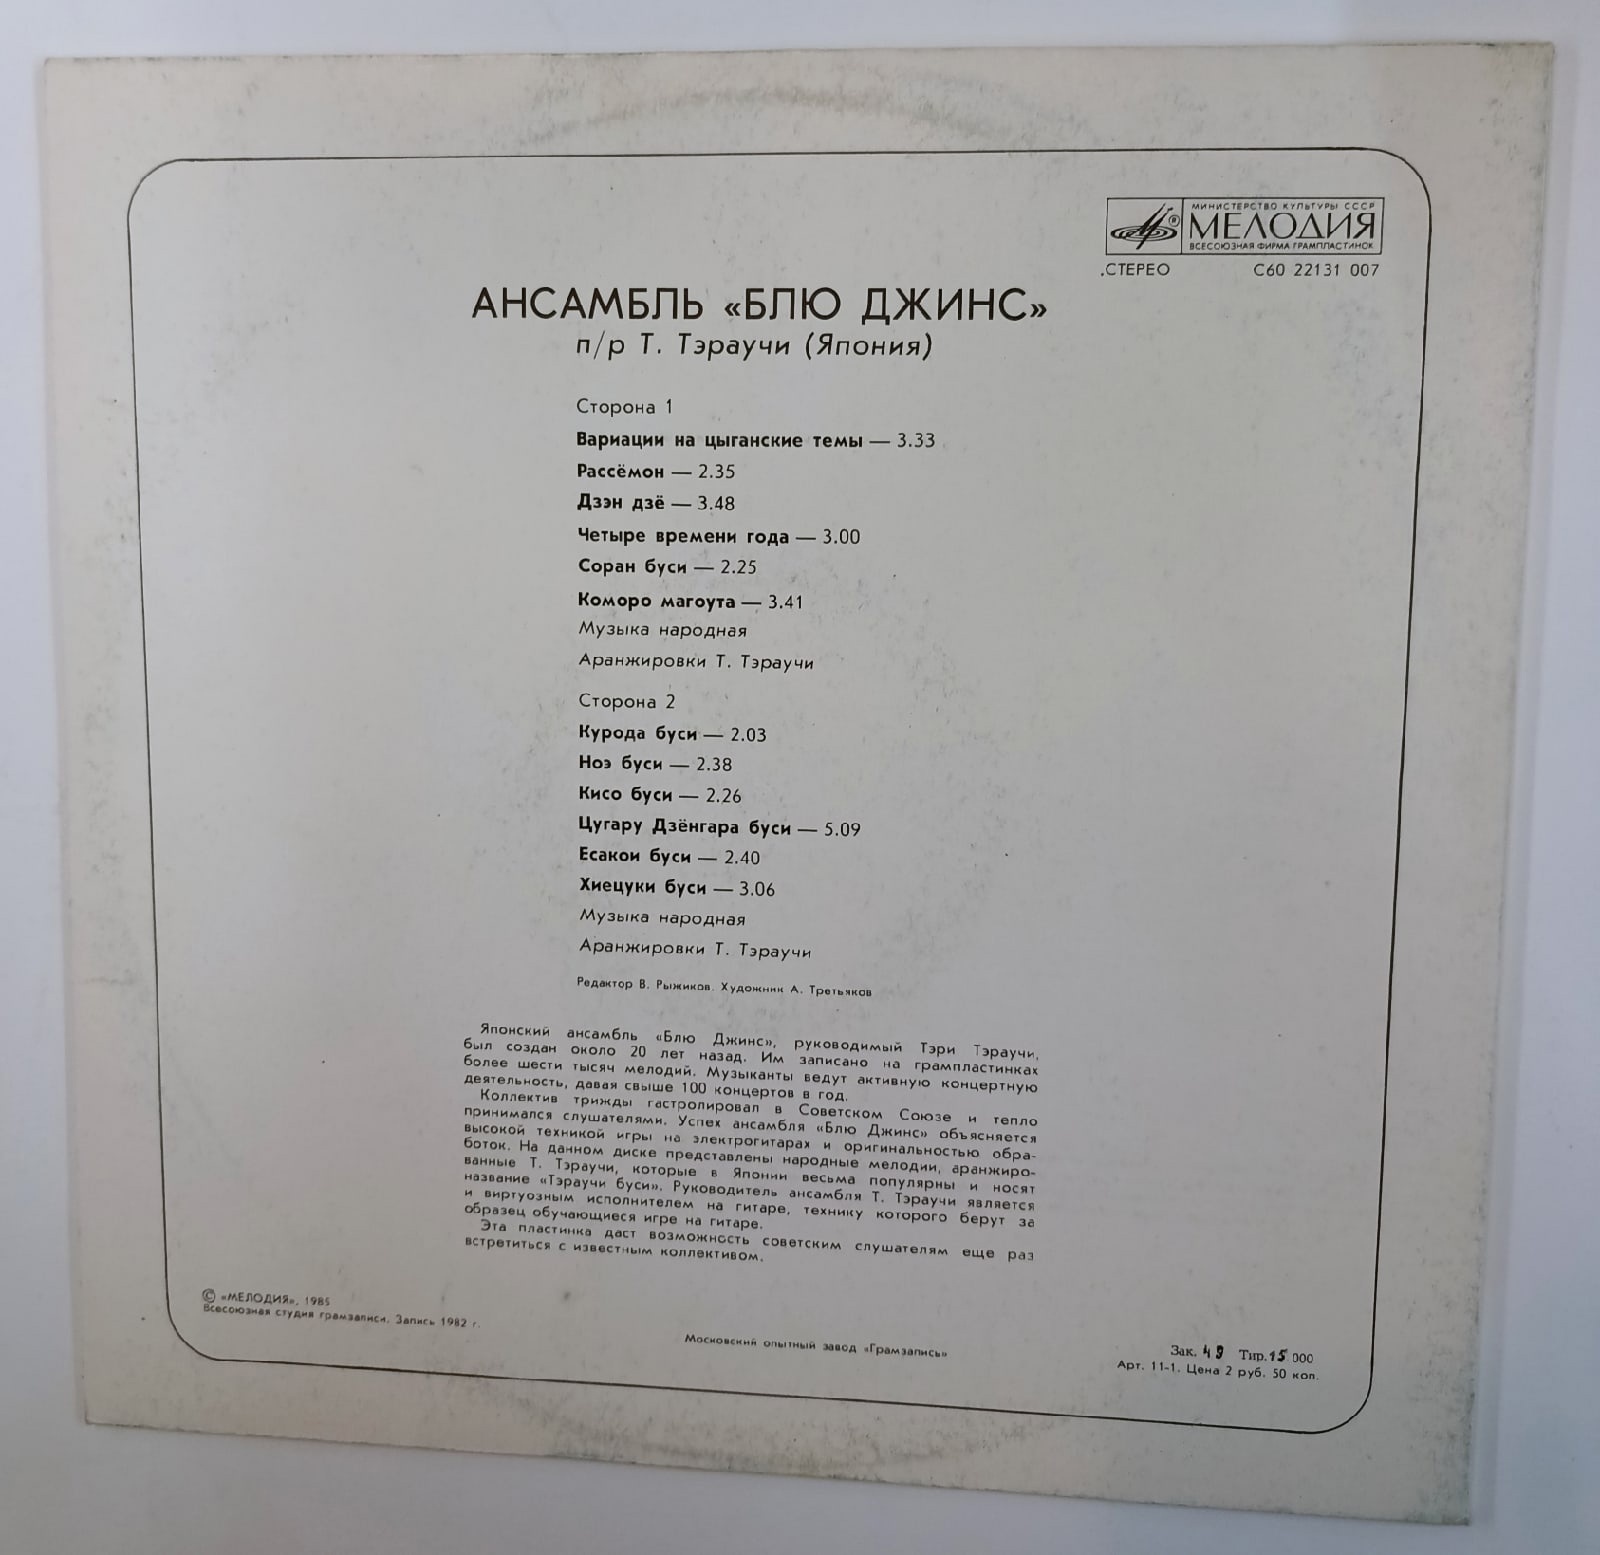 МИНИСТЕРСТВО КУЛЬТУРЫ СССР
МЕЛОДИЯ
ВСЕСОЮЗНАЯ ФИРМА ГРАМПЛАСТИНОК
СТЕРЕО С60 22131 007
АНСАМБЛЬ «БЛЮ ДЖИНС»
п/р Т. Тэраучи (Япония)
Сторона 1
Вариации на цыганские темы — 3.33
Рассёмон — 2.35
Дзэн дзё — 3.48
Четыре времени года — 3.00
Соран буси — 2.25
Коморо магоута — 3.41
Музыка народная
Аранжировки Т. Тэраучи
Сторона 2
Курода буси — 2.03
Ноэ буси — 2.38
Кисо буси — 2.26
Цугару Дзёнгара буси — 5.09
Есакои буси — 2.40
Хиецуки буси — 3.06
Музыка народная
Аранжировки Т. Тэраучи
Редактор В. Рыжиков. Художник А. Третьяков
Японский ансамбль «Блю Джинс», руководимый Тэри Тэраучи,
был создан около 20 лет назад. Им записано на грампластинках
более шести тысяч мелодий. Музыканты ведут активную концертную
деятельность, давая свыше 100 концертов в год.
Коллектив трижды гастролировал в Советском Союзе и тепло
принимался слушателями. Успех ансамбля «Блю Джинс» объясняется
высокой техникой игры на электрогитарах и оригинальностью обра-
боток. На данном диске представлены народные мелодии, аранжиро-
ванные Т. Тэраучи, которые в Японии весьма популярны и носят
название «Тэраучи буси». Руководитель ансамбля Т. Тэраучи является
и виртуозным исполнителем на гитаре, технику которого берут за
образец обучающиеся игре на гитаре.
Эта пластинка даст возможность советским слушателям еще раз
встретиться с известным коллективом.
© «МЕЛОДИЯ», 1985
Всесоюзная студия грамзаписи. Запись 1982 г.
Московский опытный завод «Грамзапись»
Зак. 49 Тир. 15 000
Арт. 11-1. Цена 2 руб. 50 коп.